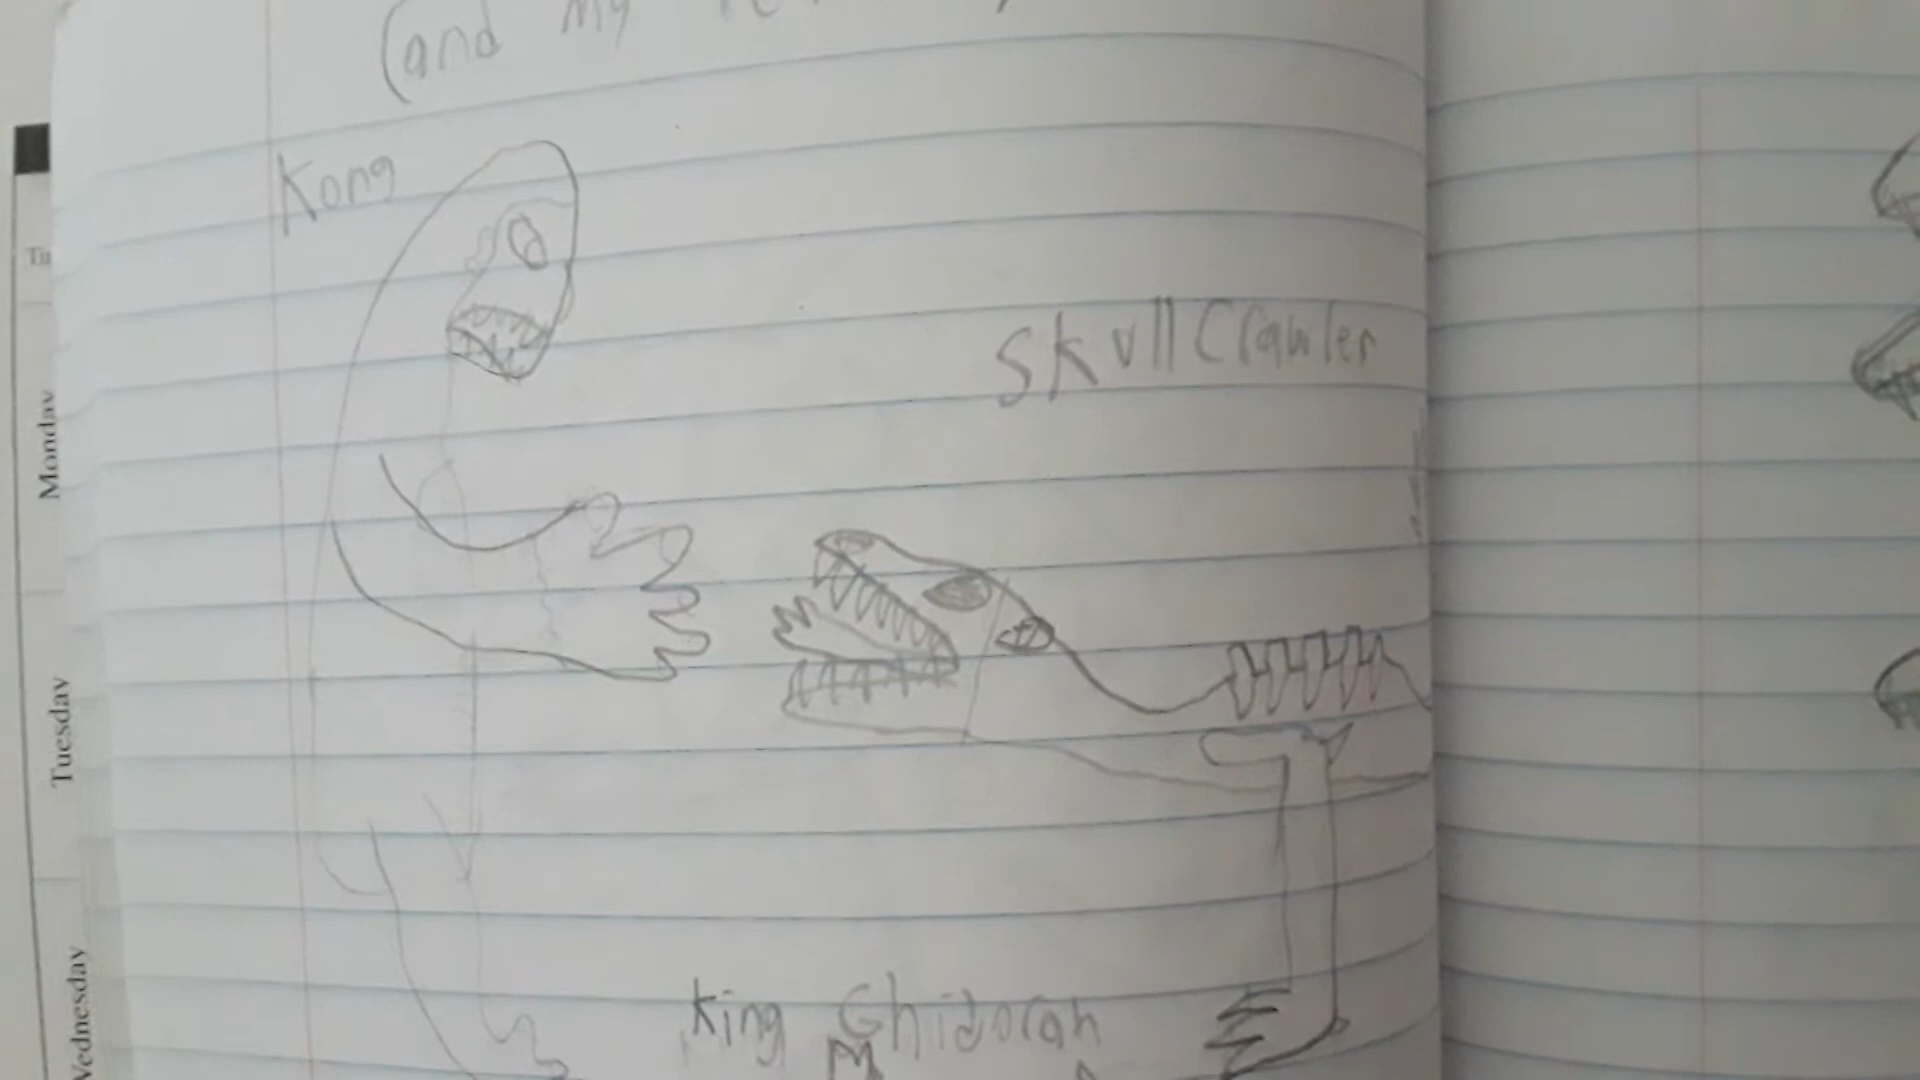 (and my
Kong
Skull Crawler
King Ghidorah
Monday
Tuesday
Wednesday